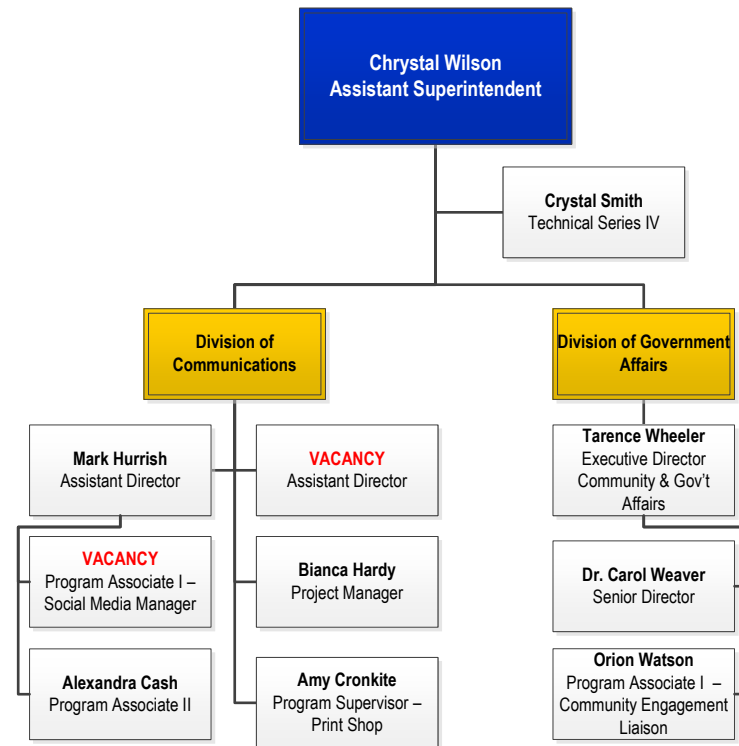 Chrystal Wilson
Assistant Superintendent
Crystal Smith
Technical Series IV
Division of
Communications
Division of Government
Affairs
Mark Hurrish
Assistant Director
VACANCY
Assistant Director
Tarence Wheeler
Executive Director
Community & Gov't
Affairs
VACANCY
Program Associate I –
Social Media Manager
Bianca Hardy
Project Manager
Dr. Carol Weaver
Senior Director
Alexandra Cash
Program Associate II
Amy Cronkite
Program Supervisor –
Print Shop
Orion Watson
Program Associate I –
Community Engagement
Liaison